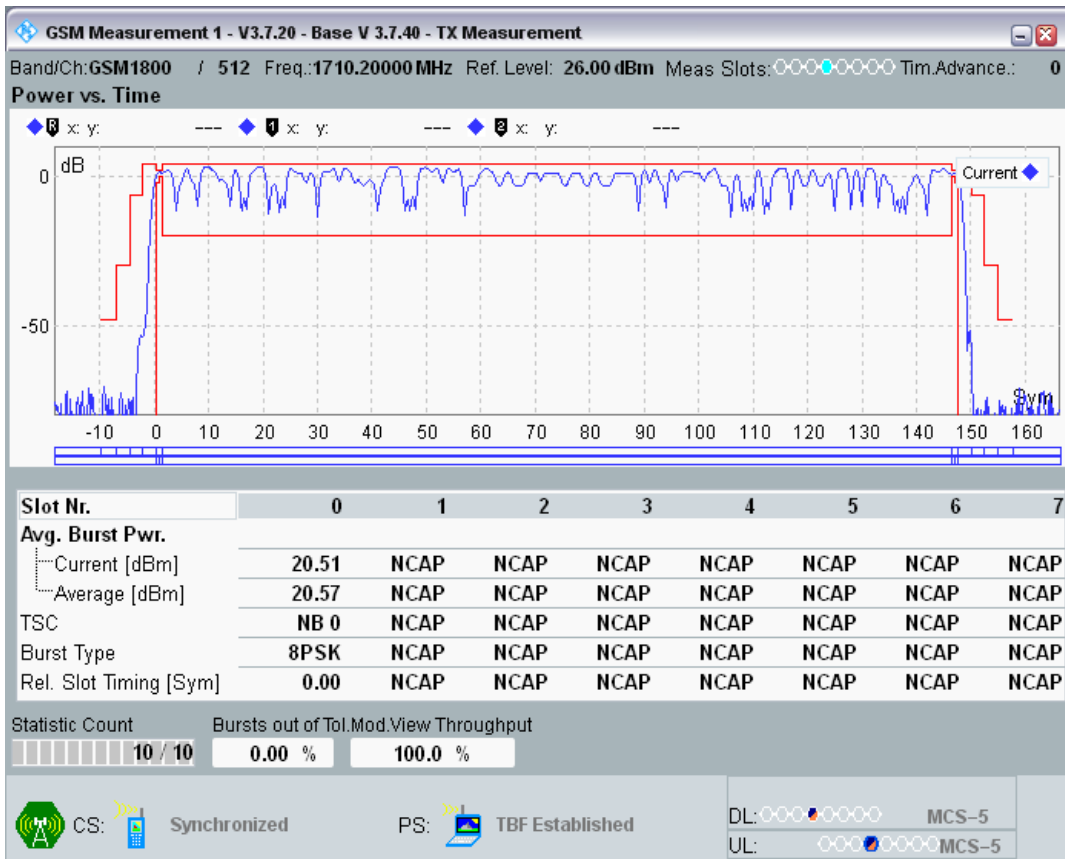 GSM Measurement 1 - V3.7.20 - Base V 3.7.40 - TX Measurement
Band/Ch:GSM1800 / 512 Freq.:1710.20000 MHz Ref. Level: 26.00 dBm Meas Slots: Tim.Advance.: 0
Power vs. Time
R x: y: --- 1 x: y: --- 2 x: y: ---
dB
Current
0
-50
Sym
-10 0 10 20 30 40 50 60 70 80 90 100 110 120 130 140 150 160
Slot Nr. 0 1 2 3 4 5 6 7
Avg. Burst Pwr.
Current [dBm] 20.51 NCAP NCAP NCAP NCAP NCAP NCAP NCAP
Average [dBm] 20.57 NCAP NCAP NCAP NCAP NCAP NCAP NCAP
TSC NB 0 NCAP NCAP NCAP NCAP NCAP NCAP NCAP
Burst Type 8PSK NCAP NCAP NCAP NCAP NCAP NCAP NCAP
Rel. Slot Timing [Sym] 0.00 NCAP NCAP NCAP NCAP NCAP NCAP NCAP
Statistic Count Bursts out of Tol.Mod.View Throughput
10 / 10 0.00 % 100.0 %
CS: Synchronized PS: TBF Established
DL: MCS-5
UL: MCS-5